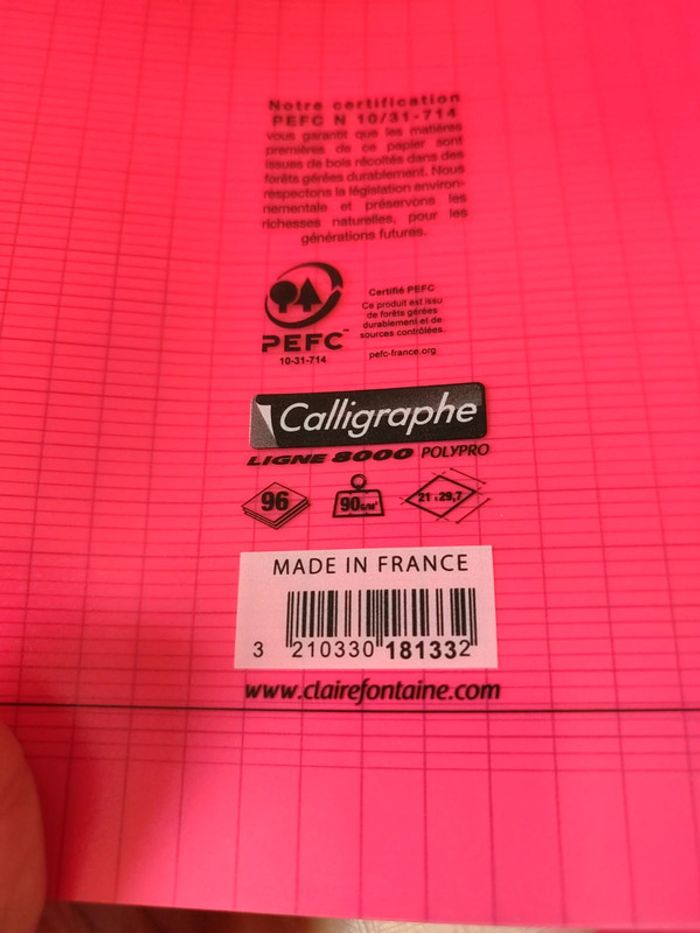 Notre certification
PEFC N 10/31-714
vous garantit que les matières
premières de ce papier sont
issues de bois récoltés dans des
forêts gérées durablement. Nous
respectons la législation environ-
nementale et préservons les
richesses naturelles, pour les
générations futures.
PEFC™
10-31-714
Certifié PEFC
Ce produit est issu
de forêts gérées
durablement et de
sources contrôlées.
pefc-france.org
Calligraphe
LIGNE 8000 POLYPRO
96
90 G/M²
21 x 29,7
MADE IN FRANCE
3 210330 181332
www.clairefontaine.com